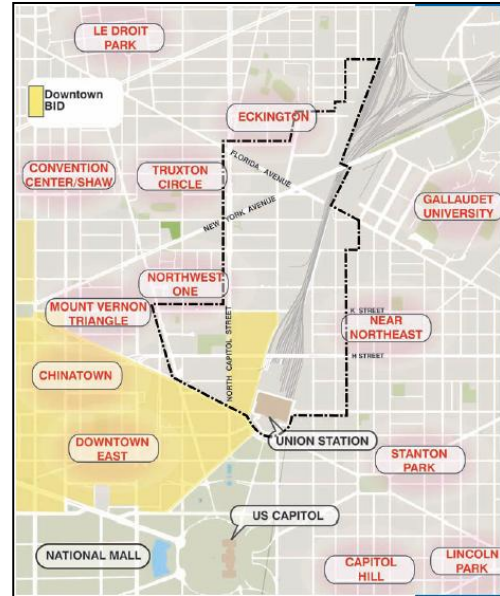 LE DROIT
PARK
Downtown
BID
ECKINGTON
FLORIDA AVENUE
CONVENTION
CENTER/SHAW
TRUXTON
CIRCLE
GALLAUDET
UNIVERSITY
NEW YORK AVENUE
NORTHWEST
ONE
MOUNT VERNON
TRIANGLE
NORTH CAPITOL STREET
K STREET
NEAR
NORTHEAST
H STREET
CHINATOWN
DOWNTOWN
EAST
UNION STATION
STANTON
PARK
US CAPITOL
NATIONAL MALL
CAPITOL
HILL
LINCOLN
PARK